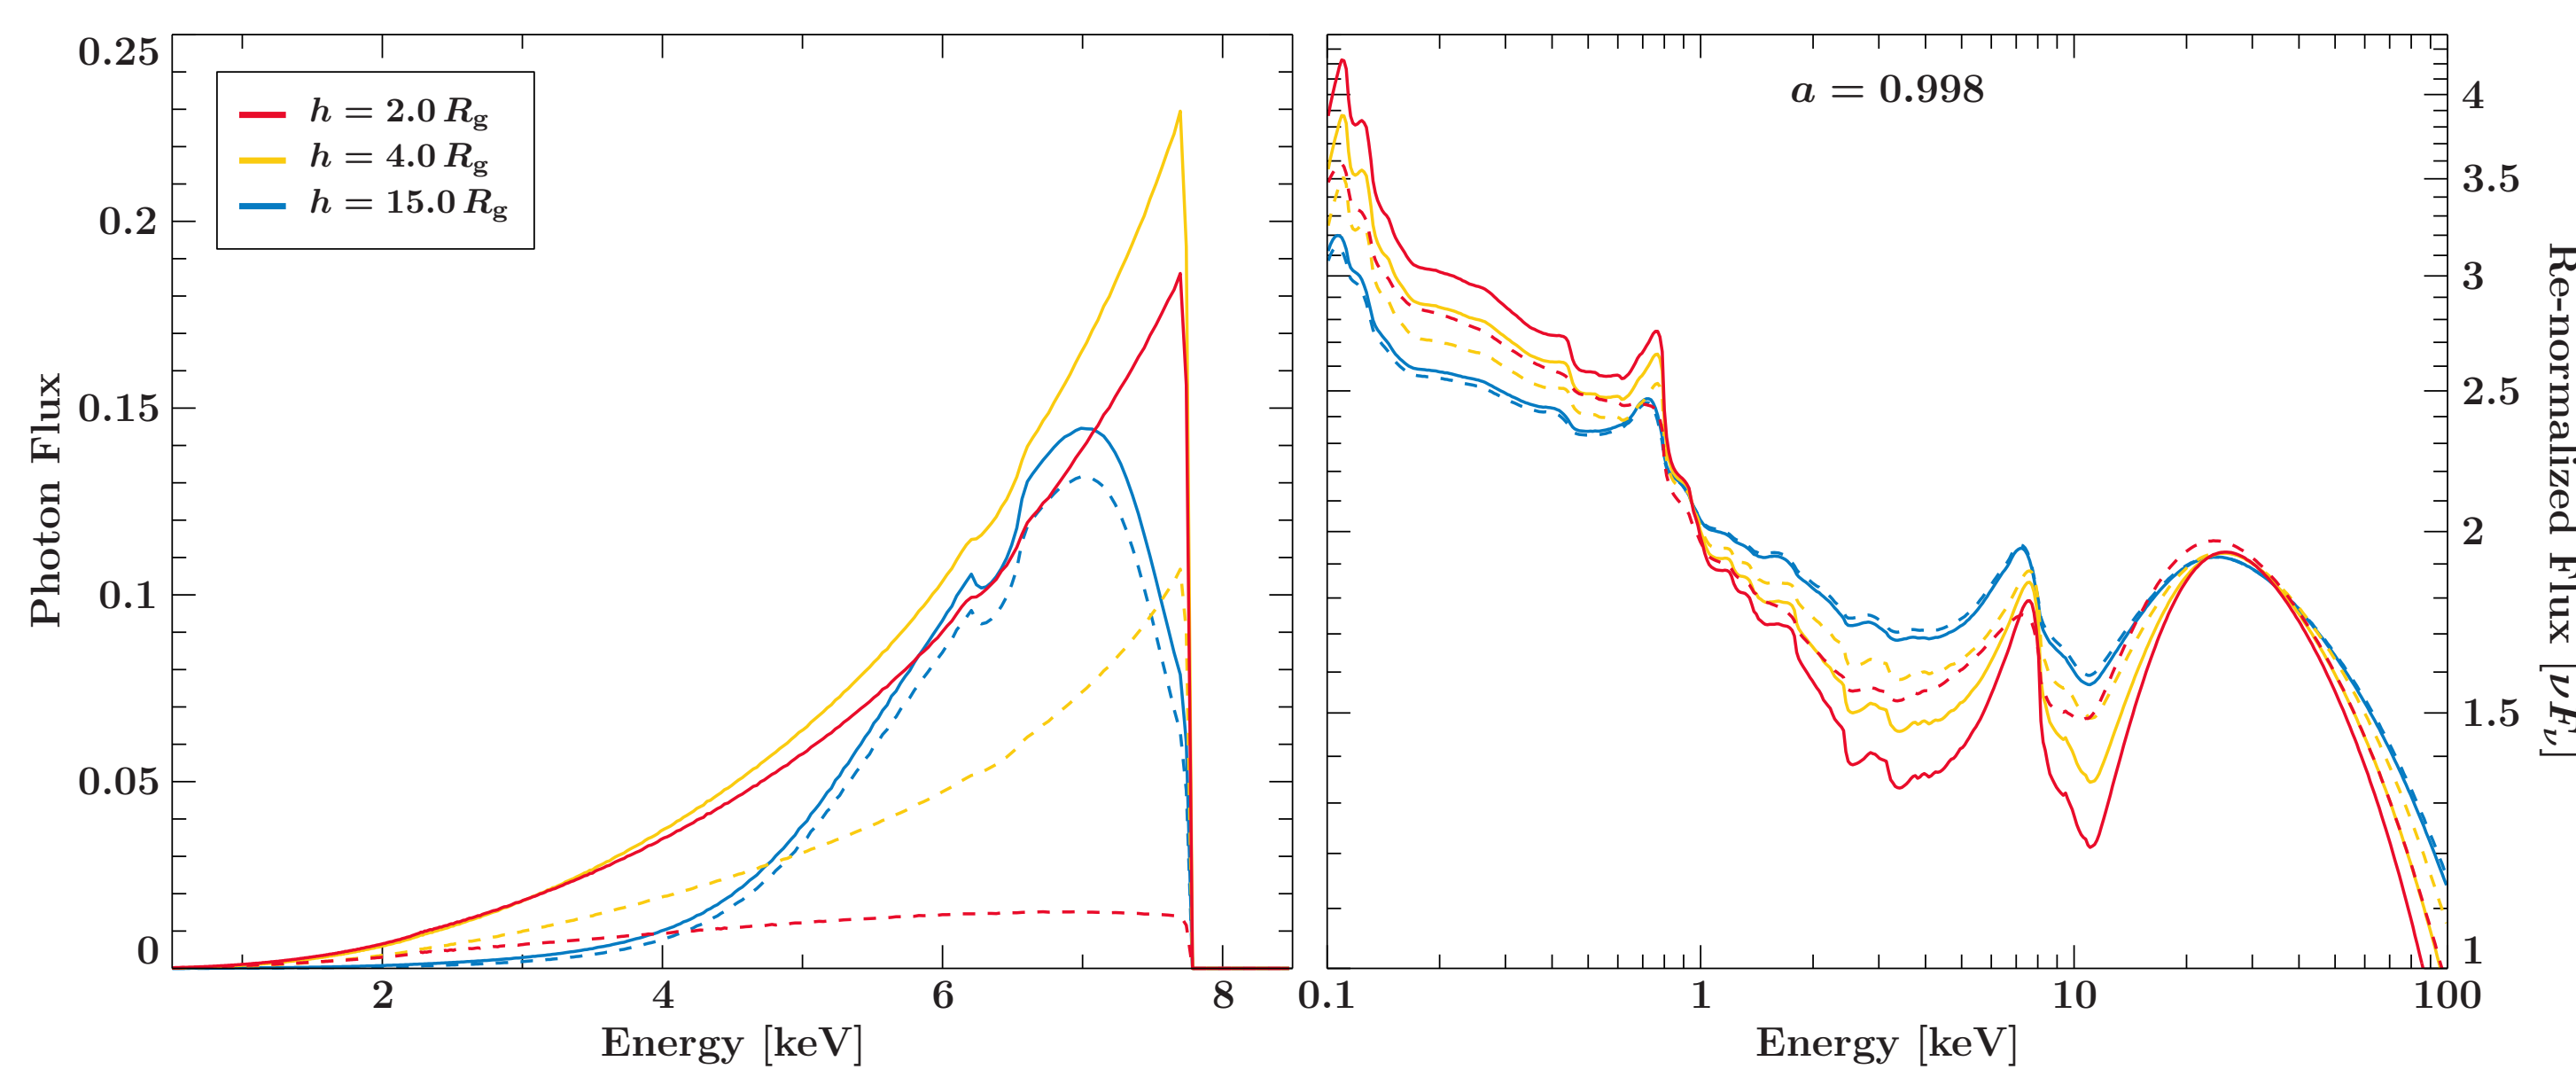 0.25
0.2
0.15
0.1
0.05
0
Photon Flux
h = 2.0 R_g
h = 4.0 R_g
h = 15.0 R_g
2 4 6 8
Energy [keV]
a = 0.998
4
3.5
3
2.5
2
1.5
1
Re-normalized Flux [νF_ν]
0.1 1 10 100
Energy [keV]